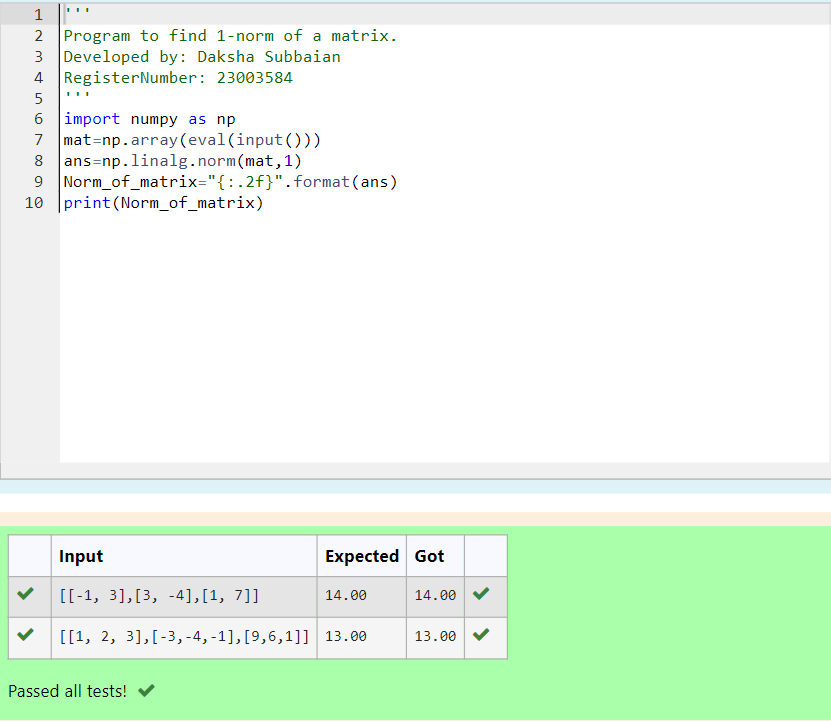 1 '''
2 Program to find 1-norm of a matrix.
3 Developed by: Daksha Subbaian
4 RegisterNumber: 23003584
5 '''
6 import numpy as np
7 mat=np.array(eval(input()))
8 ans=np.linalg.norm(mat,1)
9 Norm_of_matrix="{:.2f}".format(ans)
10 print(Norm_of_matrix)
Input Expected Got
[[-1, 3],[3, -4],[1, 7]] 14.00 14.00
[[1, 2, 3],[-3,-4,-1],[9,6,1]] 13.00 13.00
Passed all tests!